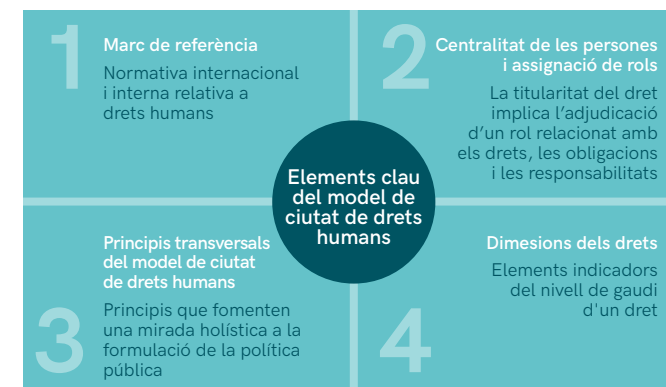 1
Marc de referència
Normativa internacional
i interna relativa a
drets humans
2
Centralitat de les persones
i assignació de rols
La titularitat del dret
implica l'adjudicació
d'un rol relacionat amb
els drets, les obligacions
i les responsabilitats
Elements clau
del model de
ciutat de drets
humans
3
Principis transversals
del model de ciutat
de drets humans
Principis que fomenten
una mirada holística a la
formulació de la política
pública
4
Dimesions dels drets
Elements indicadors
del nivell de gaudi
d'un dret